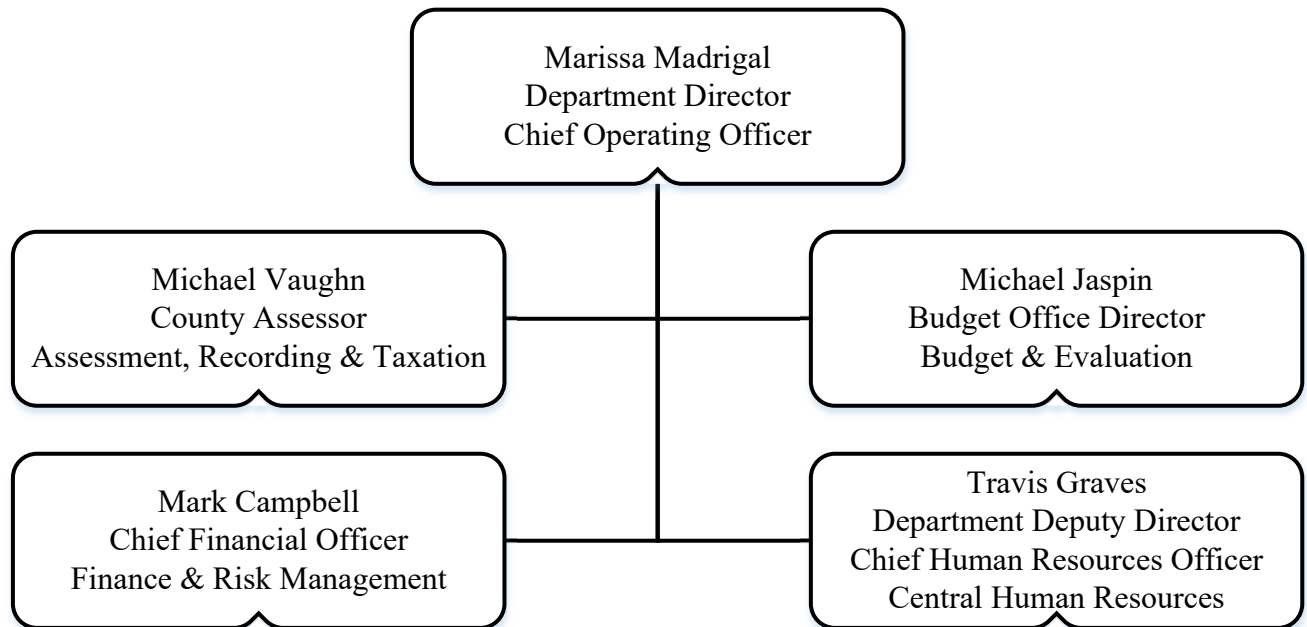 Marissa Madrigal
Department Director
Chief Operating Officer
Michael Vaughn
County Assessor
Assessment, Recording & Taxation
Michael Jaspin
Budget Office Director
Budget & Evaluation
Mark Campbell
Chief Financial Officer
Finance & Risk Management
Travis Graves
Department Deputy Director
Chief Human Resources Officer
Central Human Resources